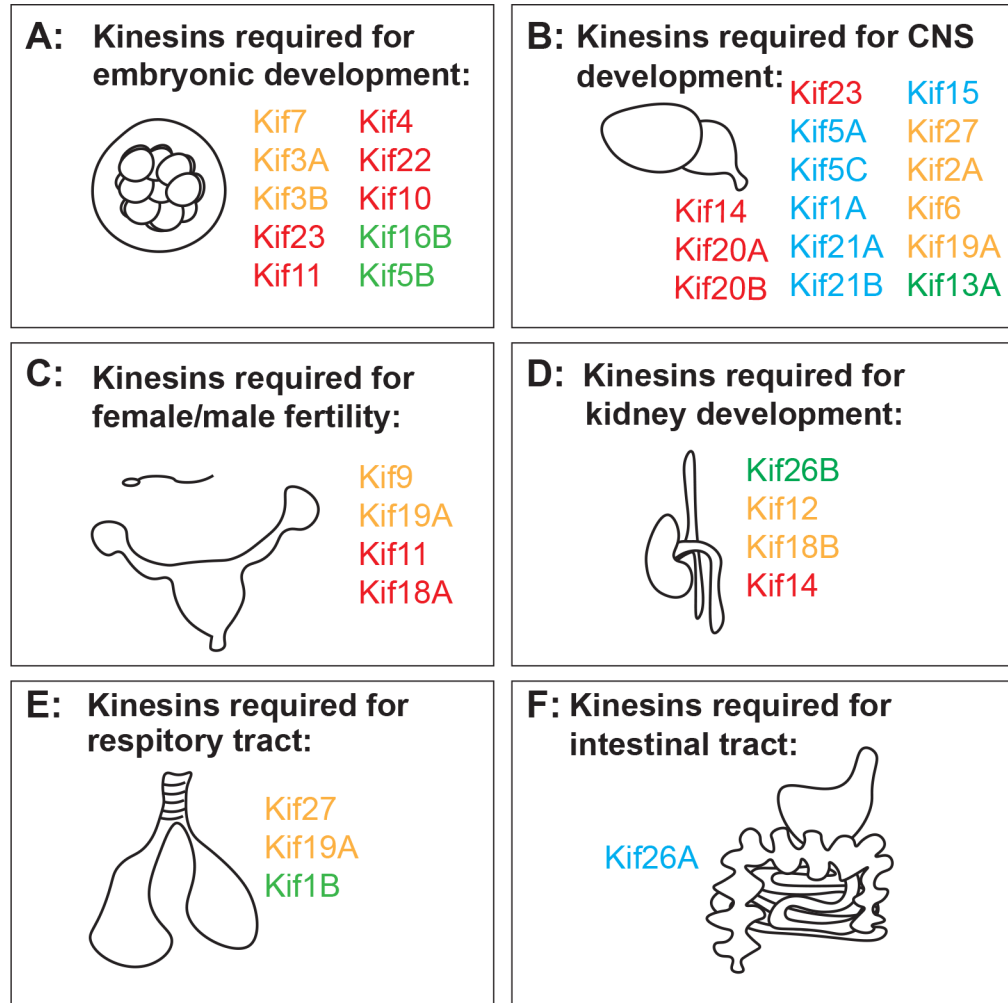 A: Kinesins required for
embryonic development:
Kif7 Kif4
Kif3A Kif22
Kif3B Kif10
Kif23 Kif16B
Kif11 Kif5B
B: Kinesins required for CNS
development:
Kif23 Kif15
Kif5A Kif27
Kif5C Kif2A
Kif14 Kif1A Kif6
Kif20A Kif21A Kif19A
Kif20B Kif21B Kif13A
C: Kinesins required for
female/male fertility:
Kif9
Kif19A
Kif11
Kif18A
D: Kinesins required for
kidney development:
Kif26B
Kif12
Kif18B
Kif14
E: Kinesins required for
respitory tract:
Kif27
Kif19A
Kif1B
F: Kinesins required for
intestinal tract:
Kif26A